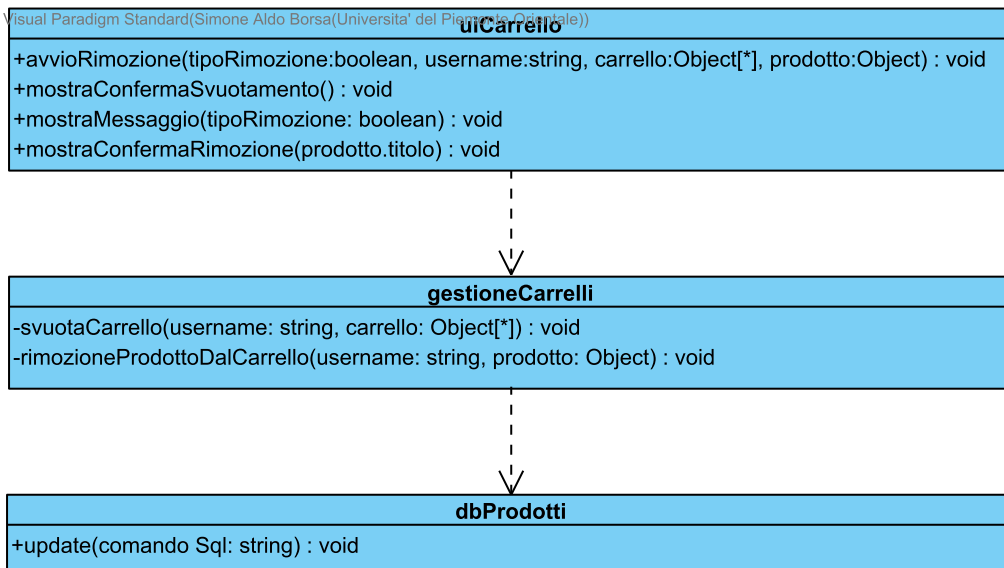 Visual Paradigm Standard(Simone Aldo Borsa(Universita' del Piemonte Orientale))
uiCarrello
+avvioRimozione(tipoRimozione:boolean, username:string, carrello:Object[*], prodotto:Object) : void
+mostraConfermaSvuotamento() : void
+mostraMessaggio(tipoRimozione: boolean) : void
+mostraConfermaRimozione(prodotto.titolo) : void
gestioneCarrelli
-svuotaCarrello(username: string, carrello: Object[*]) : void
-rimozioneProdottoDalCarrello(username: string, prodotto: Object) : void
dbProdotti
+update(comando Sql: string) : void